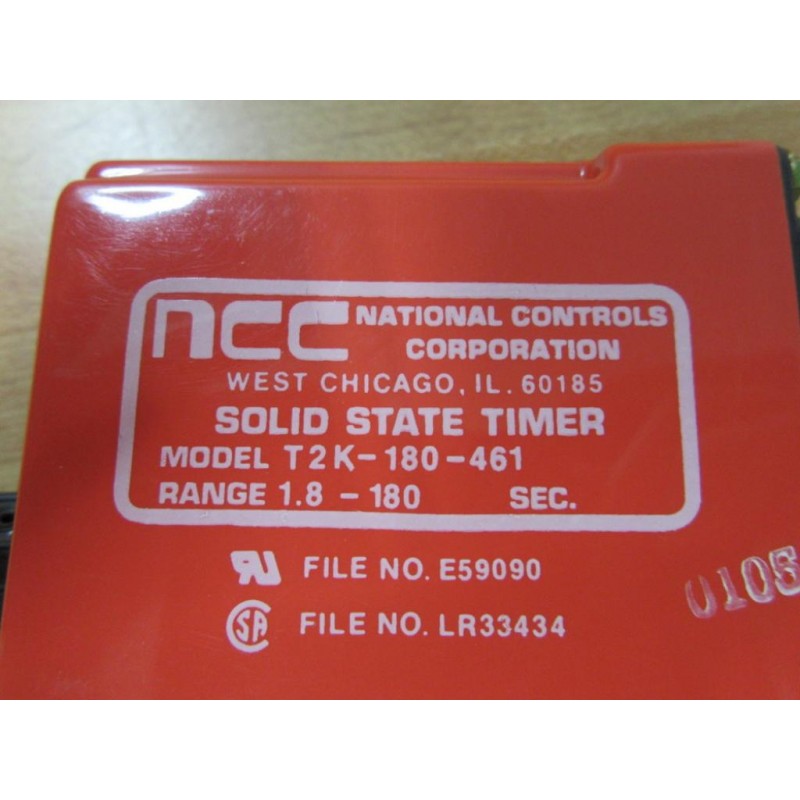 ncc NATIONAL CONTROLS
CORPORATION
WEST CHICAGO, IL. 60185
SOLID STATE TIMER
MODEL T2K-180-461
RANGE 1.8 - 180 SEC.
FILE NO. E59090
SA FILE NO. LR33434